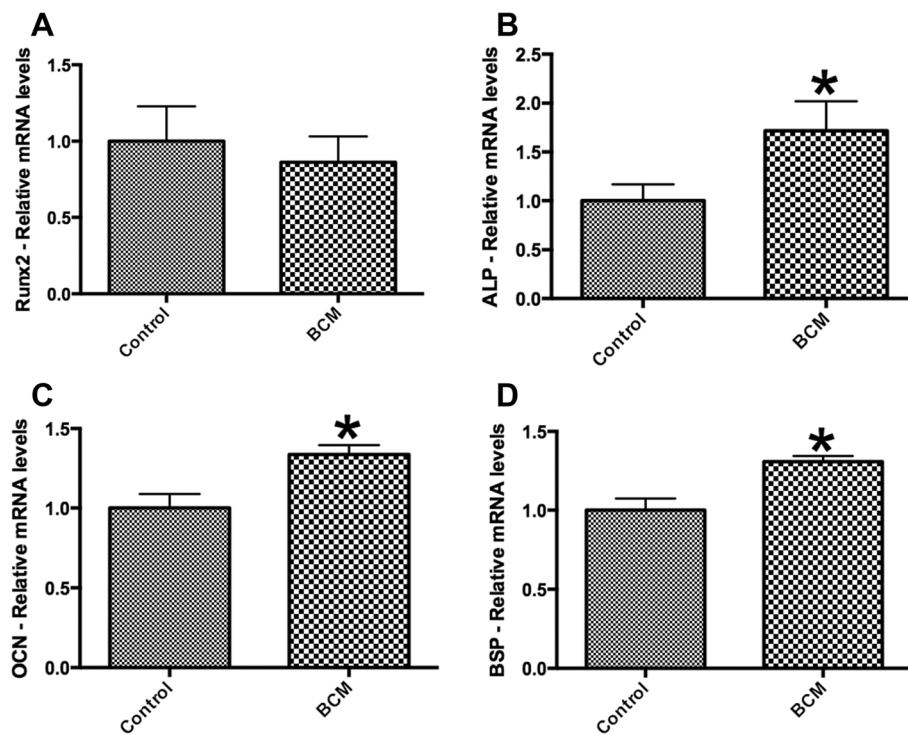 A
Runx2 - Relative mRNA levels
1.5
1.0
0.5
0.0
Control
BCM
B
ALP - Relative mRNA levels
2.5
2.0
1.5
1.0
0.5
0.0
*
Control
BCM
C
OCN - Relative mRNA levels
1.5
1.0
0.5
0.0
*
Control
BCM
D
BSP - Relative mRNA levels
1.5
1.0
0.5
0.0
*
Control
BCM